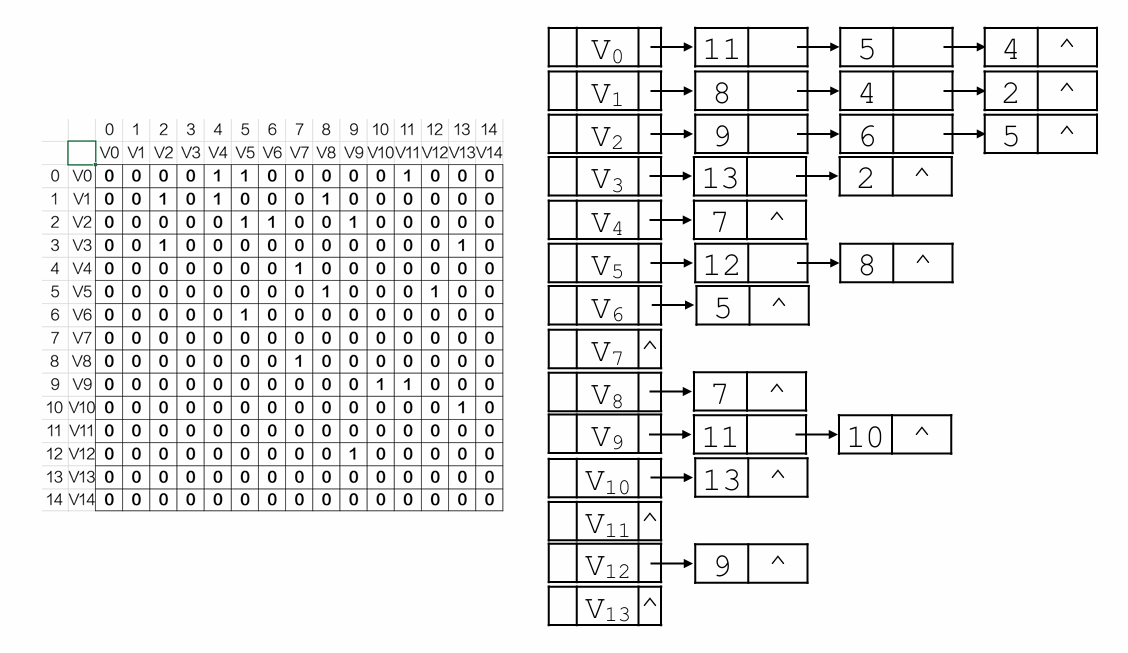 0 1 2 3 4 5 6 7 8 9 10 11 12 13 14
V0 V1 V2 V3 V4 V5 V6 V7 V8 V9 V10 V11 V12 V13 V14
0 V0 0 0 0 0 1 1 0 0 0 0 0 1 0 0 0
1 V1 0 0 1 0 1 0 0 0 1 0 0 0 0 0 0
2 V2 0 0 0 0 0 1 1 0 0 1 0 0 0 0 0
3 V3 0 0 1 0 0 0 0 0 0 0 0 0 0 1 0
4 V4 0 0 0 0 0 0 0 1 0 0 0 0 0 0 0
5 V5 0 0 0 0 0 0 0 0 1 0 0 0 1 0 0
6 V6 0 0 0 0 0 1 0 0 0 0 0 0 0 0 0
7 V7 0 0 0 0 0 0 0 0 0 0 0 0 0 0 0
8 V8 0 0 0 0 0 0 0 1 0 0 0 0 0 0 0
9 V9 0 0 0 0 0 0 0 0 0 0 1 1 0 0 0
10 V10 0 0 0 0 0 0 0 0 0 0 0 0 0 1 0
11 V11 0 0 0 0 0 0 0 0 0 0 0 0 0 0 0
12 V12 0 0 0 0 0 0 0 0 0 1 0 0 0 0 0
13 V13 0 0 0 0 0 0 0 0 0 0 0 0 0 0 0
14 V14 0 0 0 0 0 0 0 0 0 0 0 0 0 0 0
V₀ 11 5 4 ^
V₁ 8 4 2 ^
V₂ 9 6 5 ^
V₃ 13 2 ^
V₄ 7 ^
V₅ 12 8 ^
V₆ 5 ^
V₇ ^
V₈ 7 ^
V₉ 11 10 ^
V₁₀ 13 ^
V₁₁ ^
V₁₂ 9 ^
V₁₃ ^